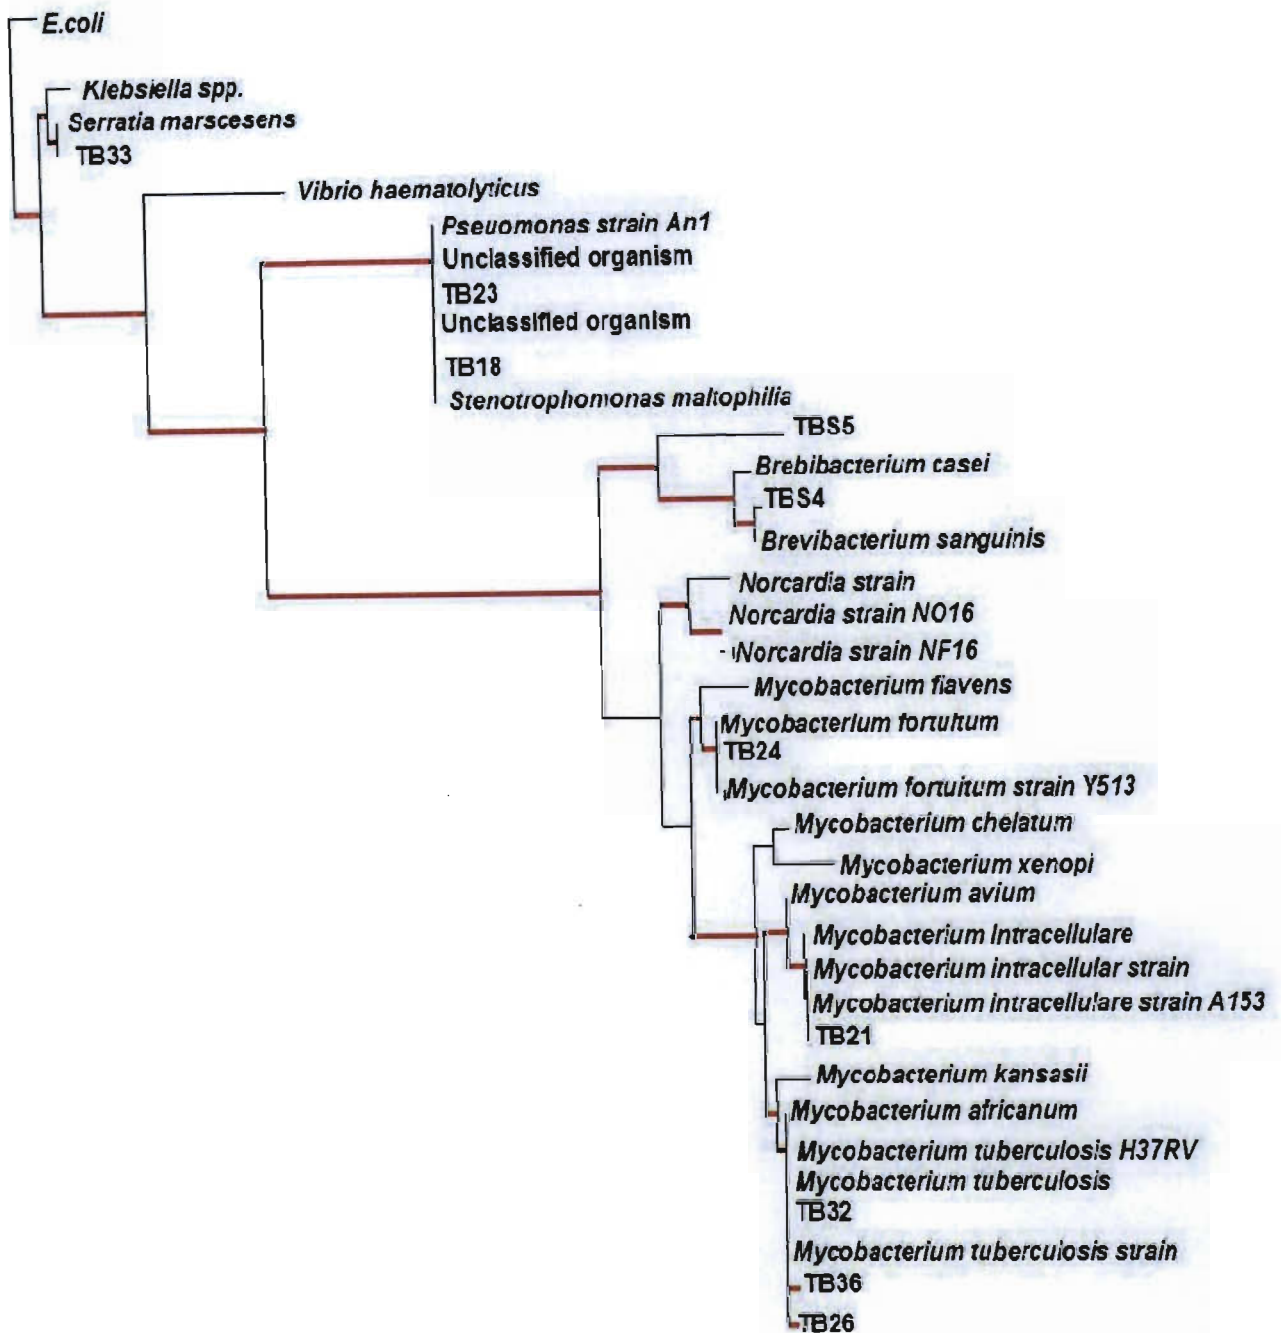 E.coli
Klebsiella spp.
Serratia marscesens
TB33
Vibrio haematolyticus
Pseuomonas strain An1
Unclassified organism
TB23
Unclassified organism
TB18
Stenotrophomonas maltophilia
TBS5
Brebibacterium casei
TBS4
Brevibacterium sanguinis
Norcardia strain
Norcardia strain NO16
Norcardia strain NF16
Mycobacterium flavens
Mycobacterium fortuitum
TB24
Mycobacterium fortuitum strain Y513
Mycobacterium chelatum
Mycobacterium xenopi
Mycobacterium avium
Mycobacterium Intracellulare
Mycobacterium intracellular strain
Mycobacterium intracellulare strain A153
TB21
Mycobacterium kansasii
Mycobacterium africanum
Mycobacterium tuberculosis H37RV
Mycobacterium tuberculosis
TB32
Mycobacterium tuberculosis strain
TB36
TB26